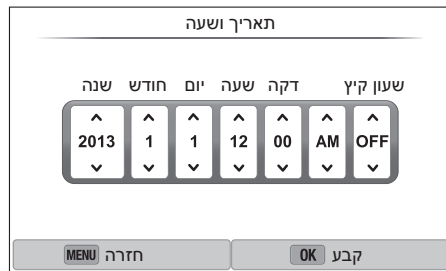 תאריך ושעה
שנה חודש יום שעה דקה שעון קיץ
2013 1 1 12 00 AM OFF
MENU חזרה
OK קבע